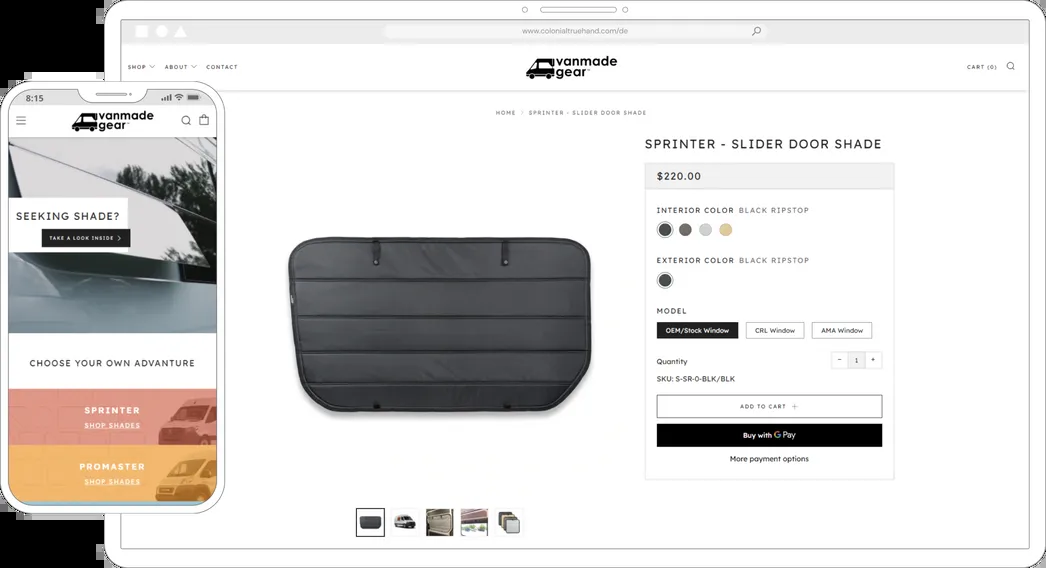 www.colonialtruehand.com/de
SHOP
ABOUT
CONTACT
vanmade
gear™
CART (0)
HOME
SPRINTER - SLIDER DOOR SHADE
SPRINTER - SLIDER DOOR SHADE
$220.00
INTERIOR COLOR BLACK RIPSTOP
EXTERIOR COLOR BLACK RIPSTOP
MODEL
OEM/Stock Window
CRL Window
AMA Window
Quantity
− 1 +
SKU: S-SR-0-BLK/BLK
ADD TO CART +
Buy with G Pay
More payment options
8:15
vanmade
gear™
SEEKING SHADE?
TAKE A LOOK INSIDE >
CHOOSE YOUR OWN ADVANTURE
SPRINTER
SHOP SHADES
PROMASTER
SHOP SHADES